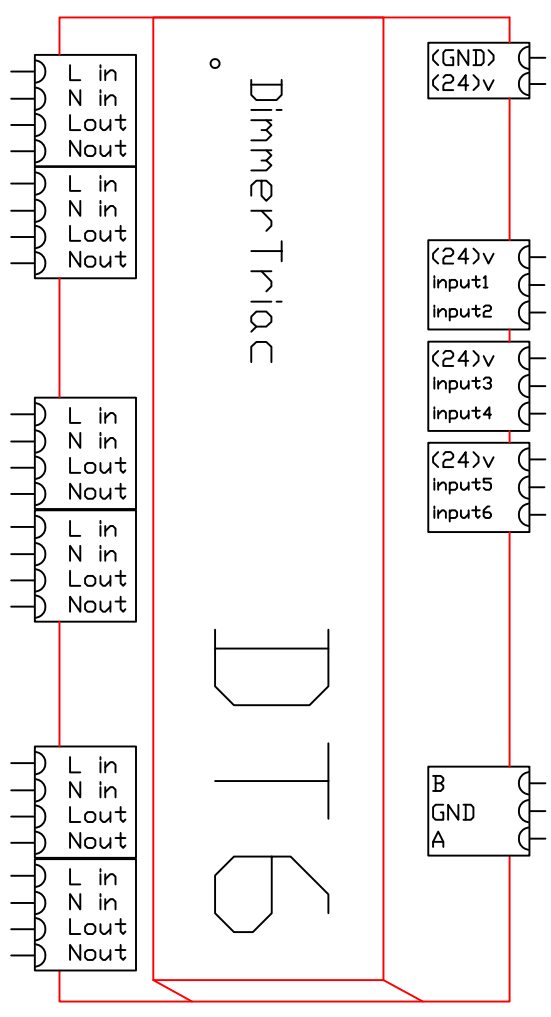 L in
N in
Lout
Nout
L in
N in
Lout
Nout
L in
N in
Lout
Nout
L in
N in
Lout
Nout
L in
N in
Lout
Nout
L in
N in
Lout
Nout
DimmerTriac
DT6
(GND)
(24)v
(24)v
input1
input2
(24)v
input3
input4
(24)v
input5
input6
B
GND
A